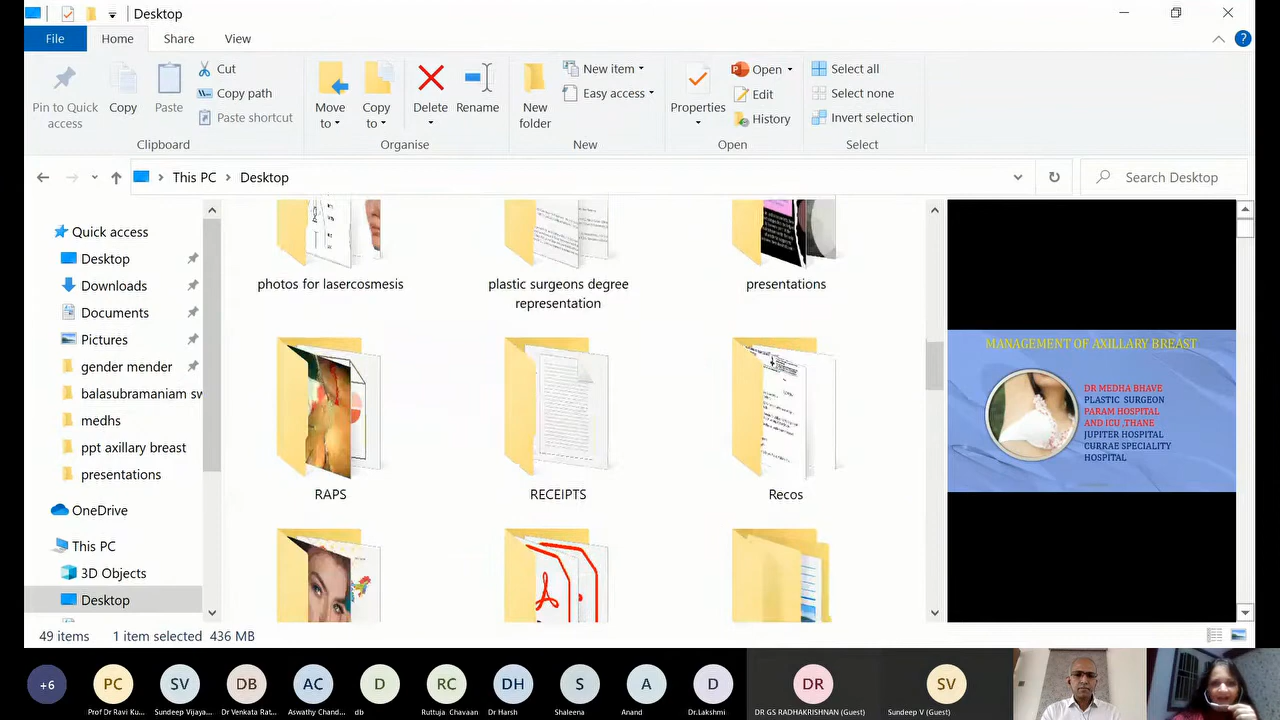 Desktop
File
Home
Share
View
Pin to Quick access
Copy
Paste
Cut
Copy path
Paste shortcut
Clipboard
Move to
Copy to
Delete
Rename
Organise
New folder
New item
Easy access
New
Properties
Open
Edit
History
Open
Select all
Select none
Invert selection
Select
This PC
Desktop
Search Desktop
Quick access
Desktop
Downloads
Documents
Pictures
gender mender
balasubramaniam sw
medhs
ppt axillary breast
presentations
OneDrive
This PC
3D Objects
Desktop
photos for lasercosmesis
plastic surgeons degree
representation
presentations
RAPS
RECEIPTS
Recos
MANAGEMENT OF AXILLARY BREAST
DR MEDHA BHAVE
PLASTIC SURGEON
PARAM HOSPITAL
AND ICU ,THANE
JUPITER HOSPITAL
CURRAE SPECIALITY
HOSPITAL
49 items
1 item selected
436 MB
+6
PC
SV
DB
AC
D
RC
DH
S
A
D
DR
SV
Prof Dr Ravi Ku...
Sundeep Vijaya...
Dr Venkata Rat...
Aswathy Chand...
db
Ruttuja Chavaan
Dr Harsh
Shaleena
Anand
Dr.Lakshmi
DR GS RADHAKRISHNAN (Guest)
Sundeep V (Guest)